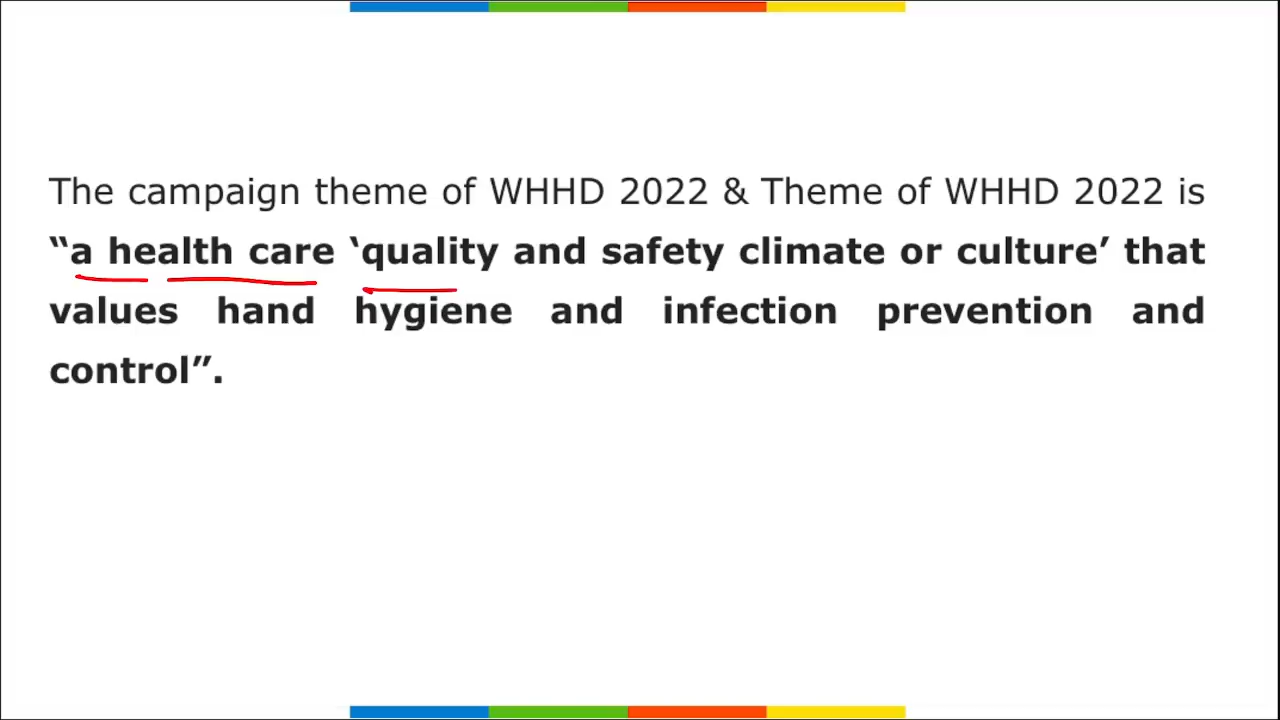 The campaign theme of WHHD 2022 & Theme of WHHD 2022 is
“a health care ‘quality and safety climate or culture’ that
values hand hygiene and infection prevention and
control”.